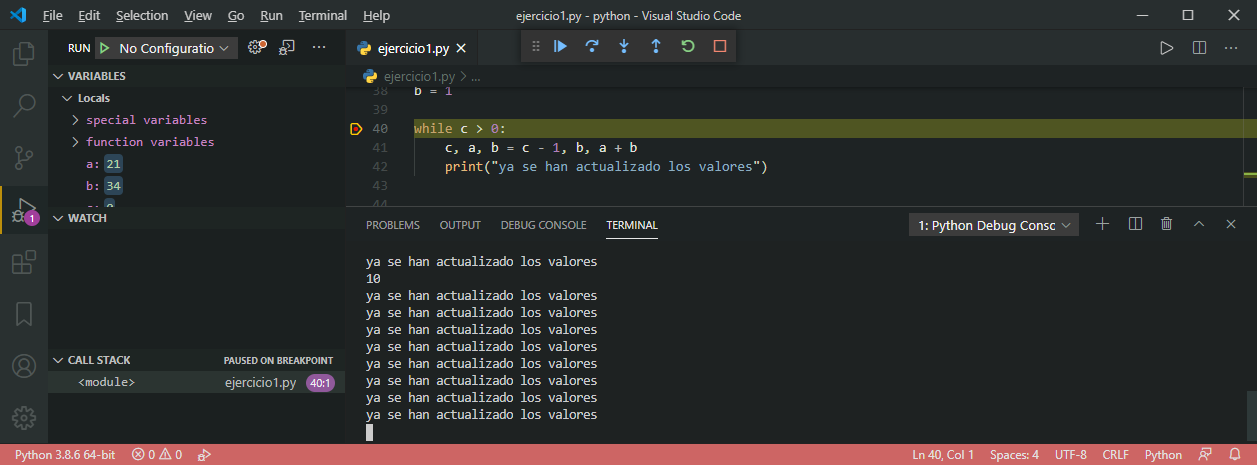 File Edit Selection View Go Run Terminal Help ejercicio1.py - python - Visual Studio Code
RUN No Configuratio
ejercicio1.py
VARIABLES
Locals
special variables
function variables
a: 21
b: 34
WATCH
CALL STACK PAUSED ON BREAKPOINT
<module> ejercicio1.py 40:1
1
ejercicio1.py > ...
38 b = 1
39
40 while c > 0:
41 c, a, b = c - 1, b, a + b
42 print("ya se han actualizado los valores")
43
44
PROBLEMS OUTPUT DEBUG CONSOLE TERMINAL 1: Python Debug Consc
ya se han actualizado los valores
10
ya se han actualizado los valores
ya se han actualizado los valores
ya se han actualizado los valores
ya se han actualizado los valores
ya se han actualizado los valores
ya se han actualizado los valores
ya se han actualizado los valores
ya se han actualizado los valores
Python 3.8.6 64-bit 0 0 Ln 40, Col 1 Spaces: 4 UTF-8 CRLF Python